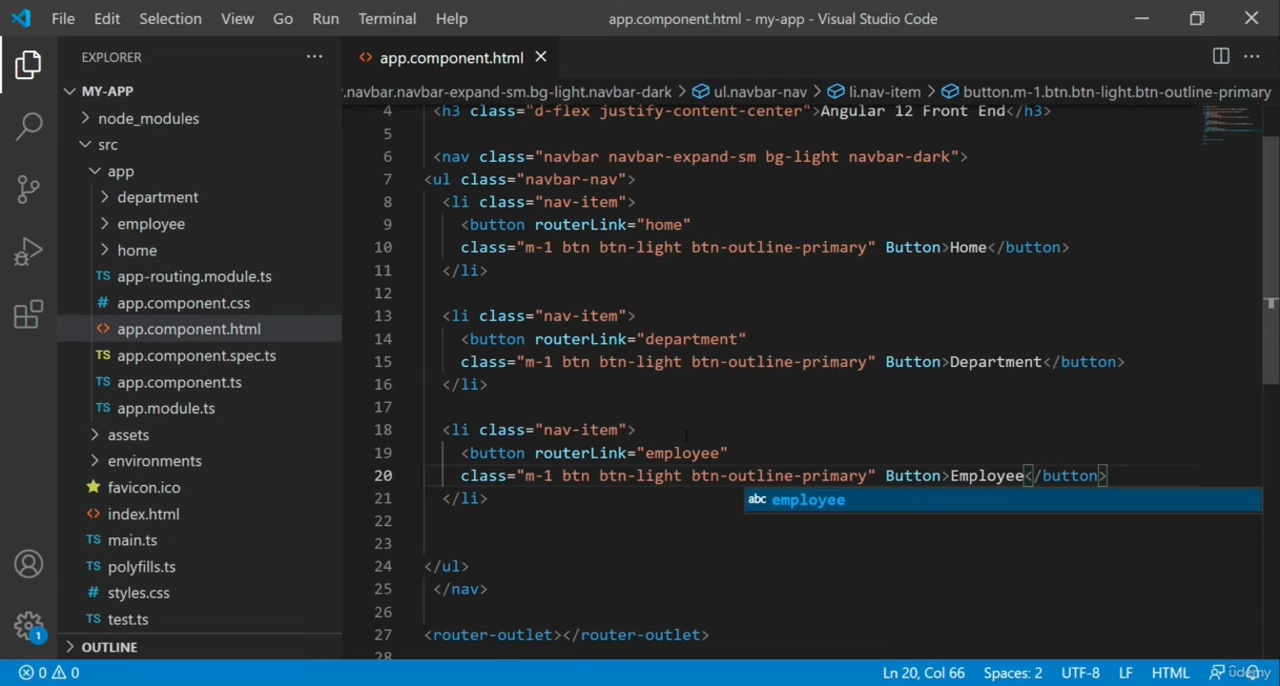 File Edit Selection View Go Run Terminal Help app.component.html - my-app - Visual Studio Code
EXPLORER
app.component.html
MY-APP
.navbar.navbar-expand-sm.bg-light.navbar-dark > ul.navbar-nav > li.nav-item > button.m-1.btn.btn-light.btn-outline-primary
node_modules
src
app
department
employee
home
TS app-routing.module.ts
# app.component.css
<> app.component.html
TS app.component.spec.ts
TS app.component.ts
TS app.module.ts
assets
environments
favicon.ico
<> index.html
TS main.ts
TS polyfills.ts
# styles.css
TS test.ts
OUTLINE
4 <h3 class="d-flex justify-content-center">Angular 12 Front End</h3>
5
6 <nav class="navbar navbar-expand-sm bg-light navbar-dark">
7 <ul class="navbar-nav">
8 <li class="nav-item">
9 <button routerLink="home"
10 class="m-1 btn btn-light btn-outline-primary" Button>Home</button>
11 </li>
12
13 <li class="nav-item">
14 <button routerLink="department"
15 class="m-1 btn btn-light btn-outline-primary" Button>Department</button>
16 </li>
17
18 <li class="nav-item">
19 <button routerLink="employee"
20 class="m-1 btn btn-light btn-outline-primary" Button>Employee</button>
21 </li>
abc employee
22
23
24 </ul>
25 </nav>
26
27 <router-outlet></router-outlet>
28
1
0 0 Ln 20, Col 66 Spaces: 2 UTF-8 LF HTML
udemy